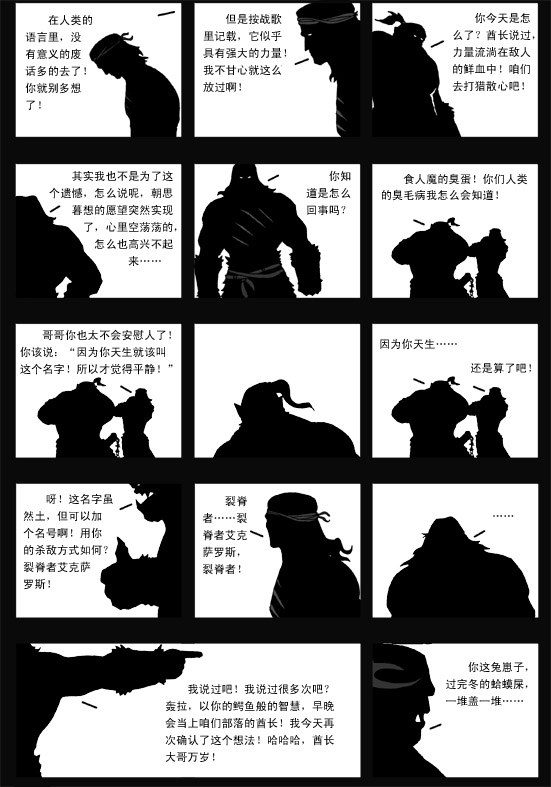 在人类的
语言里，没
有意义的废
话多的去了！
你就别多想
了！
但是按战歌
里记载，它似乎
具有强大的力量！
我不甘心就这么
放过啊！
你今天是怎
么了？酋长说过，
力量流淌在敌人
的鲜血中！咱们
去打猎散心吧！
其实我也不是为了这
个遗憾，怎么说呢，朝思
暮想的愿望突然实现
了，心里空荡荡的，
怎么也高兴不起
来……
你知
道是怎么
回事吗？
食人魔的臭蛋！你们人类
的臭毛病我怎么会知道！
哥哥你也太不会安慰人了！
你该说：“因为你天生就该叫
这个名字！所以才觉得平静！”
因为你天生……
还是算了吧！
呀！这名字虽
然土，但可以加
个名号啊！用你
的杀敌方式如何？
裂脊者艾克萨
罗斯！
裂脊
者……裂
脊者艾克
萨罗斯，
裂脊者！
……
我说过吧！我说过很多次吧？
轰拉，以你的鳄鱼般的智慧，早晚
会当上咱们部落的酋长！我今天再
次确认了这个想法！哈哈哈，酋长
大哥万岁！
你这兔崽子，
过完冬的蛤蟆屎，
一堆盖一堆……